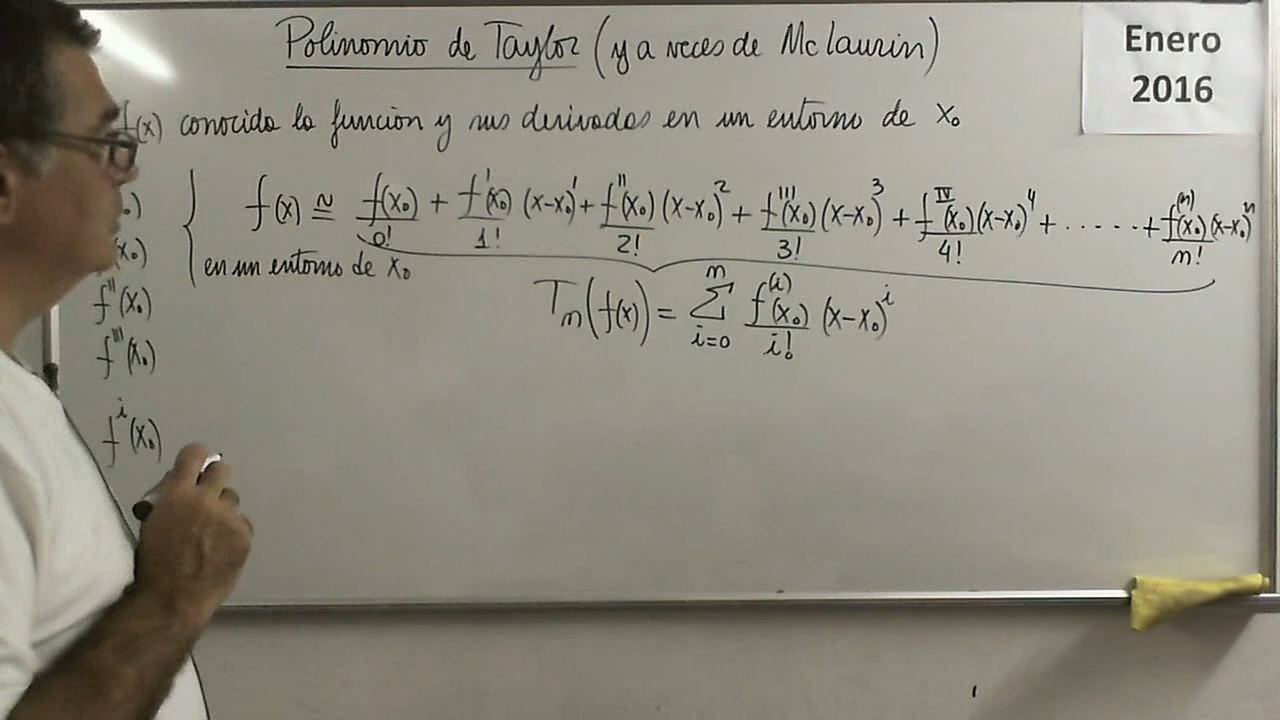 Polinomio de Taylor (y a veces de Mc laurin)
Enero
2016
f(x) conocida la función y sus derivadas en un entorno de x₀
f(x) ≅ f(x₀)/0! + f'(x₀)/1! (x-x₀)¹ + f''(x₀)/2! (x-x₀)² + f'''(x₀)/3! (x-x₀)³ + f^IV(x₀)/4! (x-x₀)⁴ + ...... + f^(n)(x₀)/n! (x-x₀)ⁿ
en un entorno de x₀
Tₙ(f(x)) = Σ_{i=0}^{n} f^(i)(x₀)/i! (x-x₀)^i
f''(x₀)
f'''(x₀)
f^i(x₀)